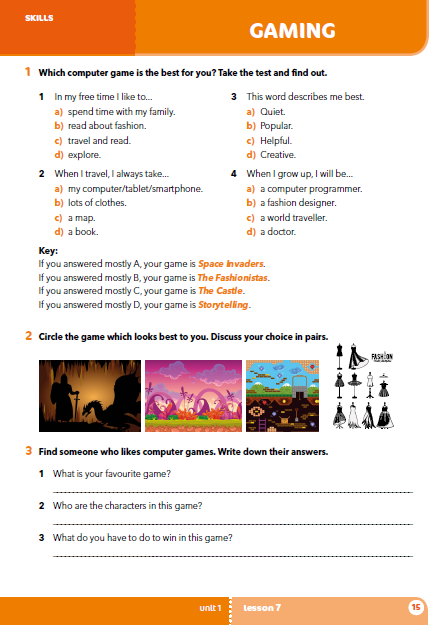 SKILLS
GAMING
1 Which computer game is the best for you? Take the test and find out.
1 In my free time I like to...
a) spend time with my family.
b) read about fashion.
c) travel and read.
d) explore.
2 When I travel, I always take...
a) my computer/tablet/smartphone.
b) lots of clothes.
c) a map.
d) a book.
3 This word describes me best.
a) Quiet.
b) Popular.
c) Helpful.
d) Creative.
4 When I grow up, I will be...
a) a computer programmer.
b) a fashion designer.
c) a world traveller.
d) a doctor.
Key:
If you answered mostly A, your game is Space Invaders.
If you answered mostly B, your game is The Fashionistas.
If you answered mostly C, your game is The Castle.
If you answered mostly D, your game is Storytelling.
2 Circle the game which looks best to you. Discuss your choice in pairs.
FASHION
3 Find someone who likes computer games. Write down their answers.
1 What is your favourite game?
2 Who are the characters in this game?
3 What do you have to do to win in this game?
unit 1 lesson 7 15